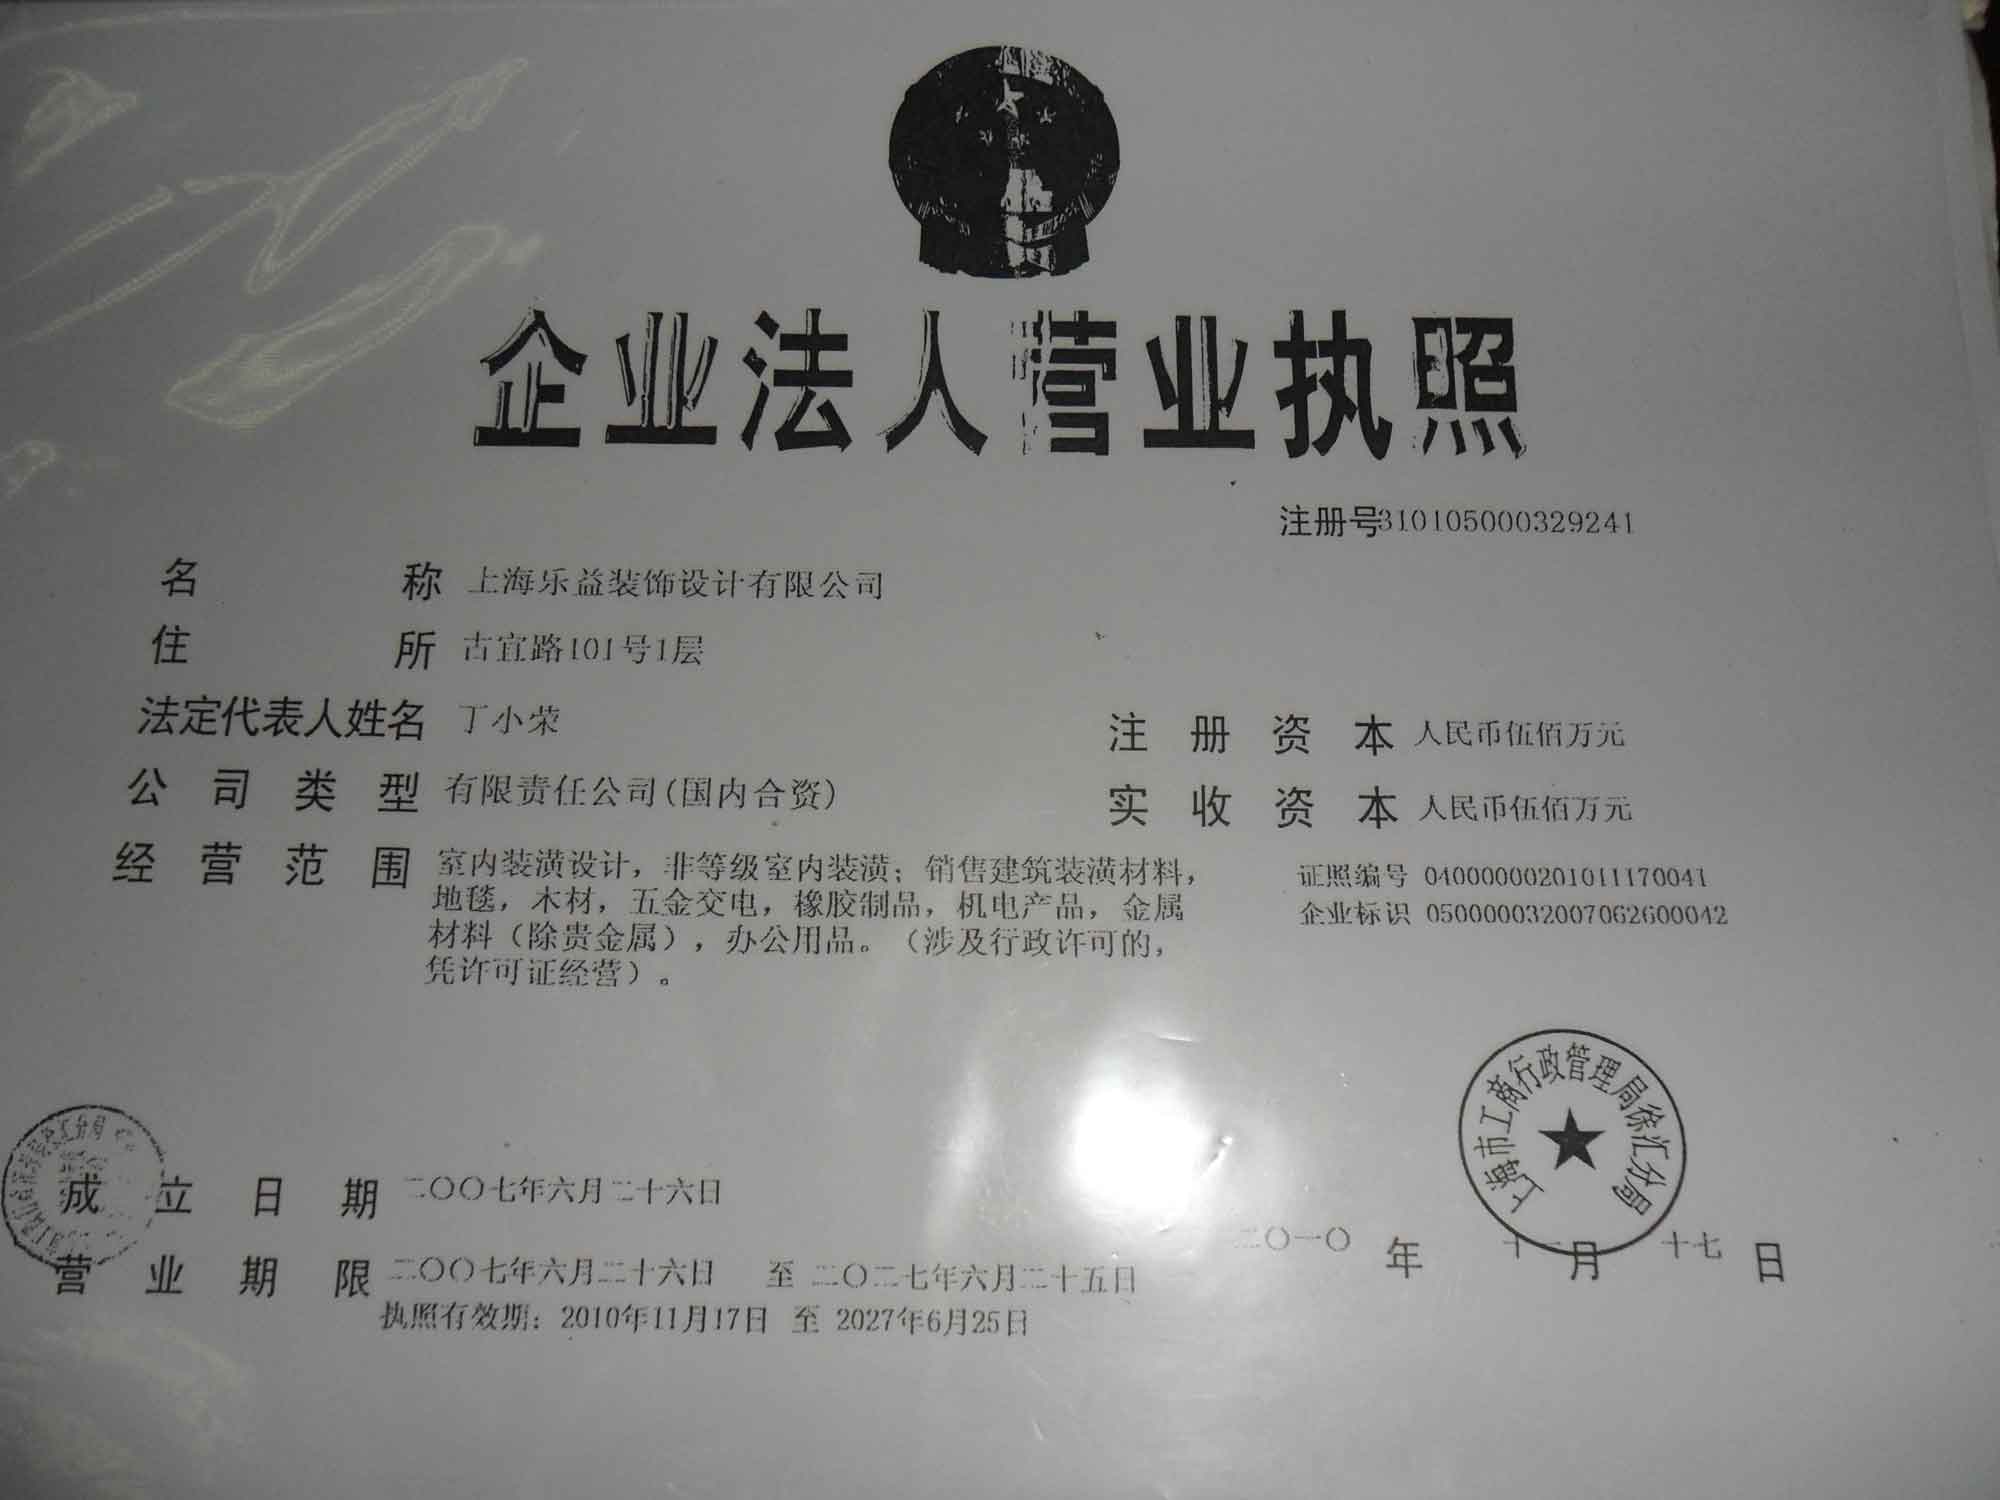 企业法人营业执照
注册号310105000329241
名 称 上海乐益装饰设计有限公司
住 所 古宜路101号1层
法定代表人姓名 丁小荣
注册资本 人民币伍佰万元
公司类型 有限责任公司(国内合资)
实收资本 人民币伍佰万元
经营范围 室内装潢设计，非等级室内装潢；销售建筑装潢材料，
地毯，木材，五金交电，橡胶制品，机电产品，金属
材料（除贵金属），办公用品。（涉及行政许可的，
凭许可证经营）。
证照编号 04000000201011170041
企业标识 050000032007062600042
上海市工商行政管理局徐汇分局
成立日期 二〇〇七年六月二十六日
二〇一〇 年 十一月 十七 日
营业期限 二〇〇七年六月二十六日 至 二〇二七年六月二十五日
执照有效期：2010年11月17日 至 2027年6月25日